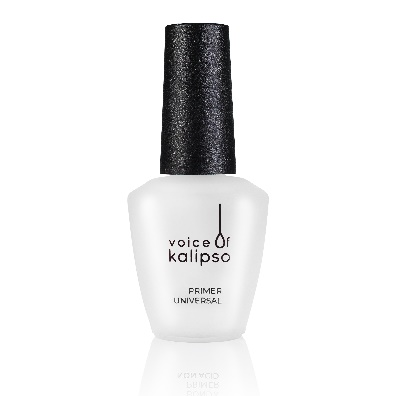 voice of
kalipso
PRIMER
UNIVERSAL